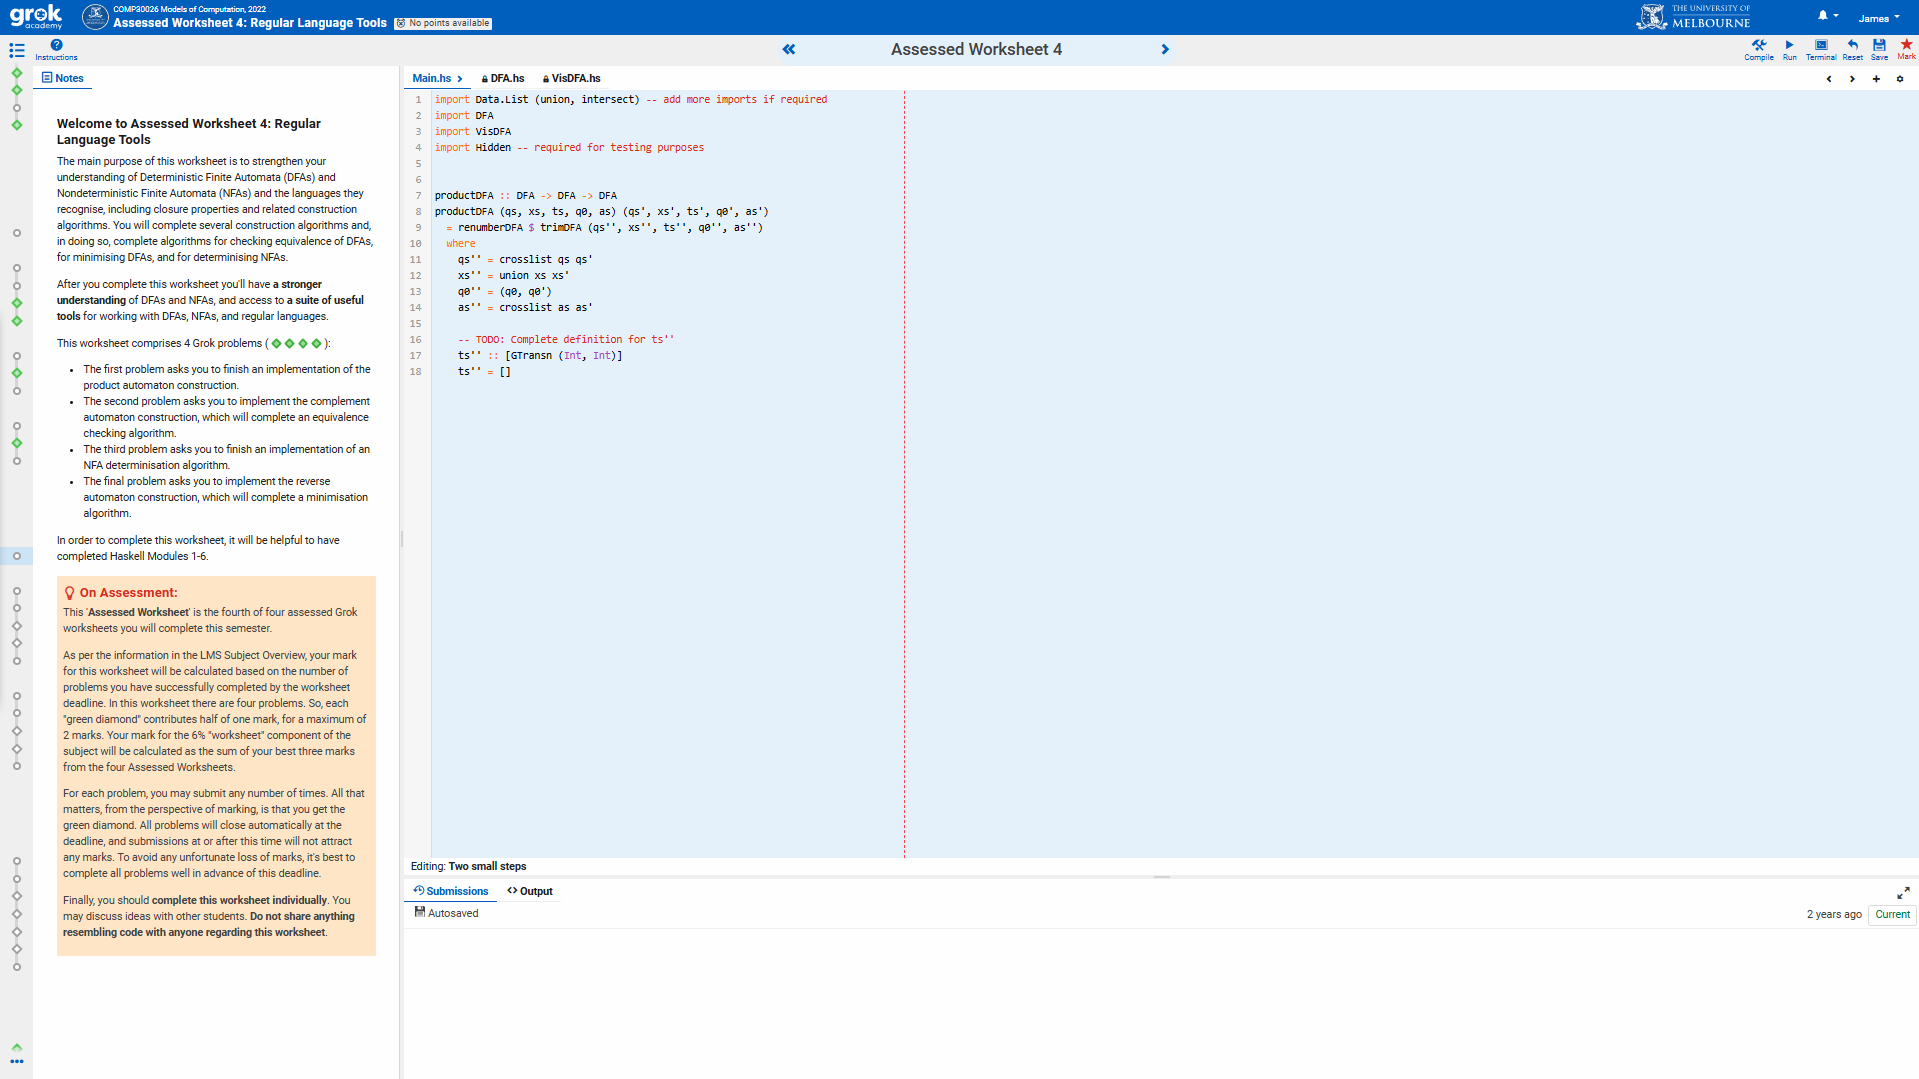 grok
academy
COMP30026 Models of Computation, 2022
Assessed Worksheet 4: Regular Language Tools
No points available
THE UNIVERSITY OF
MELBOURNE
James
Instructions
Assessed Worksheet 4
Compile
Run
Terminal
Reset
Save
Mark
Notes
Main.hs
DFA.hs
VisDFA.hs
Welcome to Assessed Worksheet 4: Regular
Language Tools
The main purpose of this worksheet is to strengthen your
understanding of Deterministic Finite Automata (DFAs) and
Nondeterministic Finite Automata (NFAs) and the languages they
recognise, including closure properties and related construction
algorithms. You will complete several construction algorithms and,
in doing so, complete algorithms for checking equivalence of DFAs,
for minimising DFAs, and for determinising NFAs.
After you complete this worksheet you'll have a stronger
understanding of DFAs and NFAs, and access to a suite of useful
tools for working with DFAs, NFAs, and regular languages.
This worksheet comprises 4 Grok problems ( ):
• The first problem asks you to finish an implementation of the
product automaton construction.
• The second problem asks you to implement the complement
automaton construction, which will complete an equivalence
checking algorithm.
• The third problem asks you to finish an implementation of an
NFA determinisation algorithm.
• The final problem asks you to implement the reverse
automaton construction, which will complete a minimisation
algorithm.
In order to complete this worksheet, it will be helpful to have
completed Haskell Modules 1-6.
On Assessment:
This 'Assessed Worksheet' is the fourth of four assessed Grok
worksheets you will complete this semester.
As per the information in the LMS Subject Overview, your mark
for this worksheet will be calculated based on the number of
problems you have successfully completed by the worksheet
deadline. In this worksheet there are four problems. So, each
"green diamond" contributes half of one mark, for a maximum of
2 marks. Your mark for the 6% "worksheet" component of the
subject will be calculated as the sum of your best three marks
from the four Assessed Worksheets.
For each problem, you may submit any number of times. All that
matters, from the perspective of marking, is that you get the
green diamond. All problems will close automatically at the
deadline, and submissions at or after this time will not attract
any marks. To avoid any unfortunate loss of marks, it's best to
complete all problems well in advance of this deadline.
Finally, you should complete this worksheet individually. You
may discuss ideas with other students. Do not share anything
resembling code with anyone regarding this worksheet.
1 import Data.List (union, intersect) -- add more imports if required
2 import DFA
3 import VisDFA
4 import Hidden -- required for testing purposes
5
6
7 productDFA :: DFA -> DFA -> DFA
8 productDFA (qs, xs, ts, q0, as) (qs', xs', ts', q0', as')
9   = renumberDFA $ trimDFA (qs'', xs'', ts'', q0'', as'')
10   where
11     qs'' = crosslist qs qs'
12     xs'' = union xs xs'
13     q0'' = (q0, q0')
14     as'' = crosslist as as'
15
16     -- TODO: Complete definition for ts''
17     ts'' :: [GTransn (Int, Int)]
18     ts'' = []
Editing: Two small steps
Submissions
Output
Autosaved
2 years ago
Current